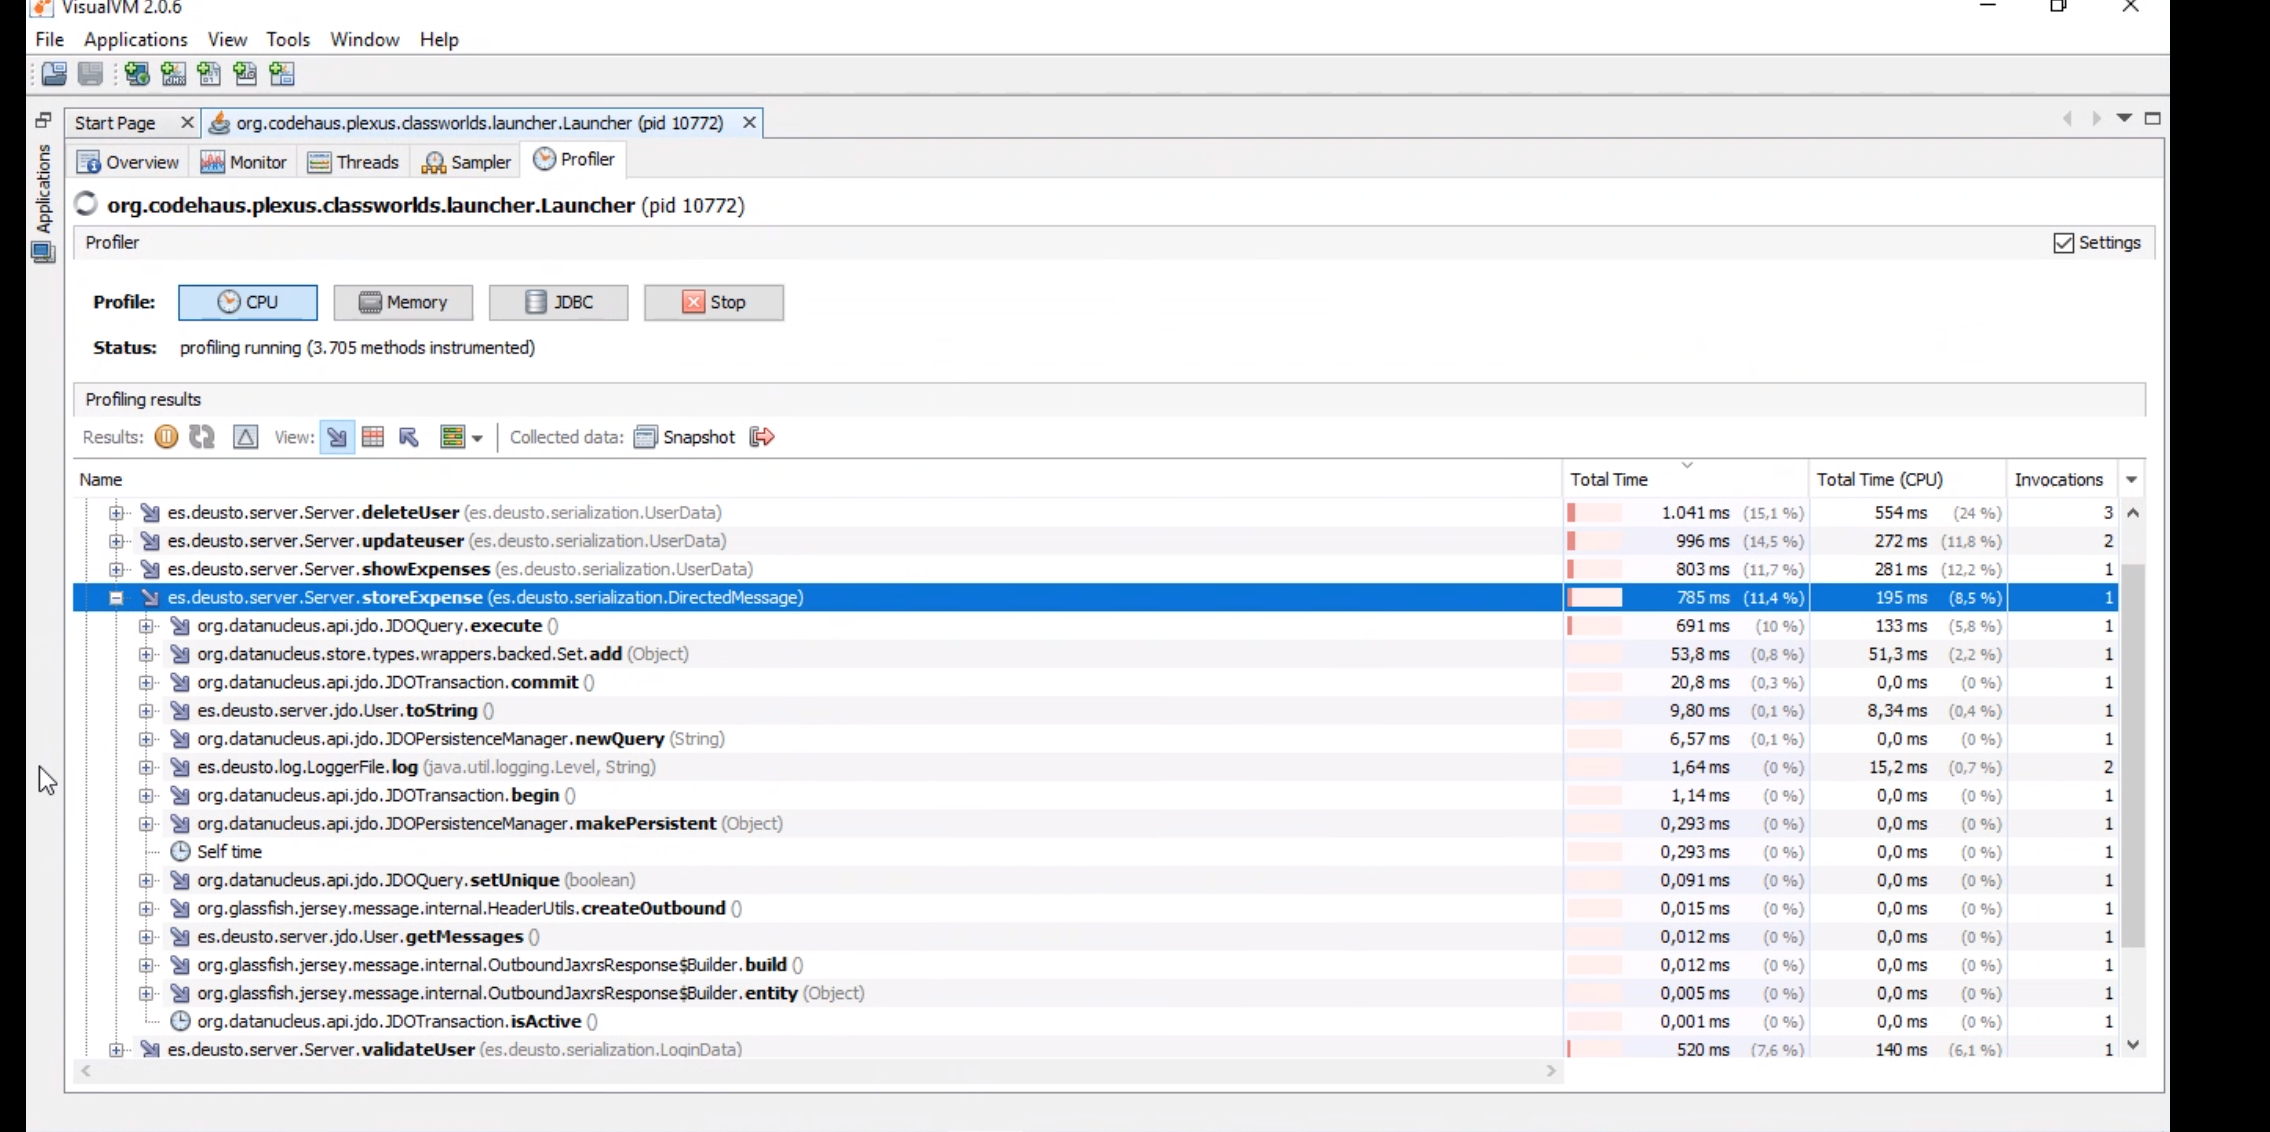 VisualVM 2.0.6
File Applications View Tools Window Help
Applications
Start Page org.codehaus.plexus.classworlds.launcher.Launcher (pid 10772)
Overview Monitor Threads Sampler Profiler
org.codehaus.plexus.classworlds.launcher.Launcher (pid 10772)
Profiler Settings
Profile: CPU Memory JDBC Stop
Status: profiling running (3.705 methods instrumented)
Profiling results
Results: View: Collected data: Snapshot
Name Total Time Total Time (CPU) Invocations
es.deusto.server.Server.deleteUser (es.deusto.serialization.UserData) 1.041 ms (15,1 %) 554 ms (24 %) 3
es.deusto.server.Server.updateuser (es.deusto.serialization.UserData) 996 ms (14,5 %) 272 ms (11,8 %) 2
es.deusto.server.Server.showExpenses (es.deusto.serialization.UserData) 803 ms (11,7 %) 281 ms (12,2 %) 1
es.deusto.server.Server.storeExpense (es.deusto.serialization.DirectedMessage) 785 ms (11,4 %) 195 ms (8,5 %) 1
org.datanucleus.api.jdo.JDOQuery.execute () 691 ms (10 %) 133 ms (5,8 %) 1
org.datanucleus.store.types.wrappers.backed.Set.add (Object) 53,8 ms (0,8 %) 51,3 ms (2,2 %) 1
org.datanucleus.api.jdo.JDOTransaction.commit () 20,8 ms (0,3 %) 0,0 ms (0 %) 1
es.deusto.server.jdo.User.toString () 9,80 ms (0,1 %) 8,34 ms (0,4 %) 1
org.datanucleus.api.jdo.JDOPersistenceManager.newQuery (String) 6,57 ms (0,1 %) 0,0 ms (0 %) 1
es.deusto.log.LoggerFile.log (java.util.logging.Level, String) 1,64 ms (0 %) 15,2 ms (0,7 %) 2
org.datanucleus.api.jdo.JDOTransaction.begin () 1,14 ms (0 %) 0,0 ms (0 %) 1
org.datanucleus.api.jdo.JDOPersistenceManager.makePersistent (Object) 0,293 ms (0 %) 0,0 ms (0 %) 1
Self time 0,293 ms (0 %) 0,0 ms (0 %) 1
org.datanucleus.api.jdo.JDOQuery.setUnique (boolean) 0,091 ms (0 %) 0,0 ms (0 %) 1
org.glassfish.jersey.message.internal.HeaderUtils.createOutbound () 0,015 ms (0 %) 0,0 ms (0 %) 1
es.deusto.server.jdo.User.getMessages () 0,012 ms (0 %) 0,0 ms (0 %) 1
org.glassfish.jersey.message.internal.OutboundJaxrsResponse$Builder.build () 0,012 ms (0 %) 0,0 ms (0 %) 1
org.glassfish.jersey.message.internal.OutboundJaxrsResponse$Builder.entity (Object) 0,005 ms (0 %) 0,0 ms (0 %) 1
org.datanucleus.api.jdo.JDOTransaction.isActive () 0,001 ms (0 %) 0,0 ms (0 %) 1
es.deusto.server.Server.validateUser (es.deusto.serialization.LoginData) 520 ms (7,6 %) 140 ms (6,1 %) 1